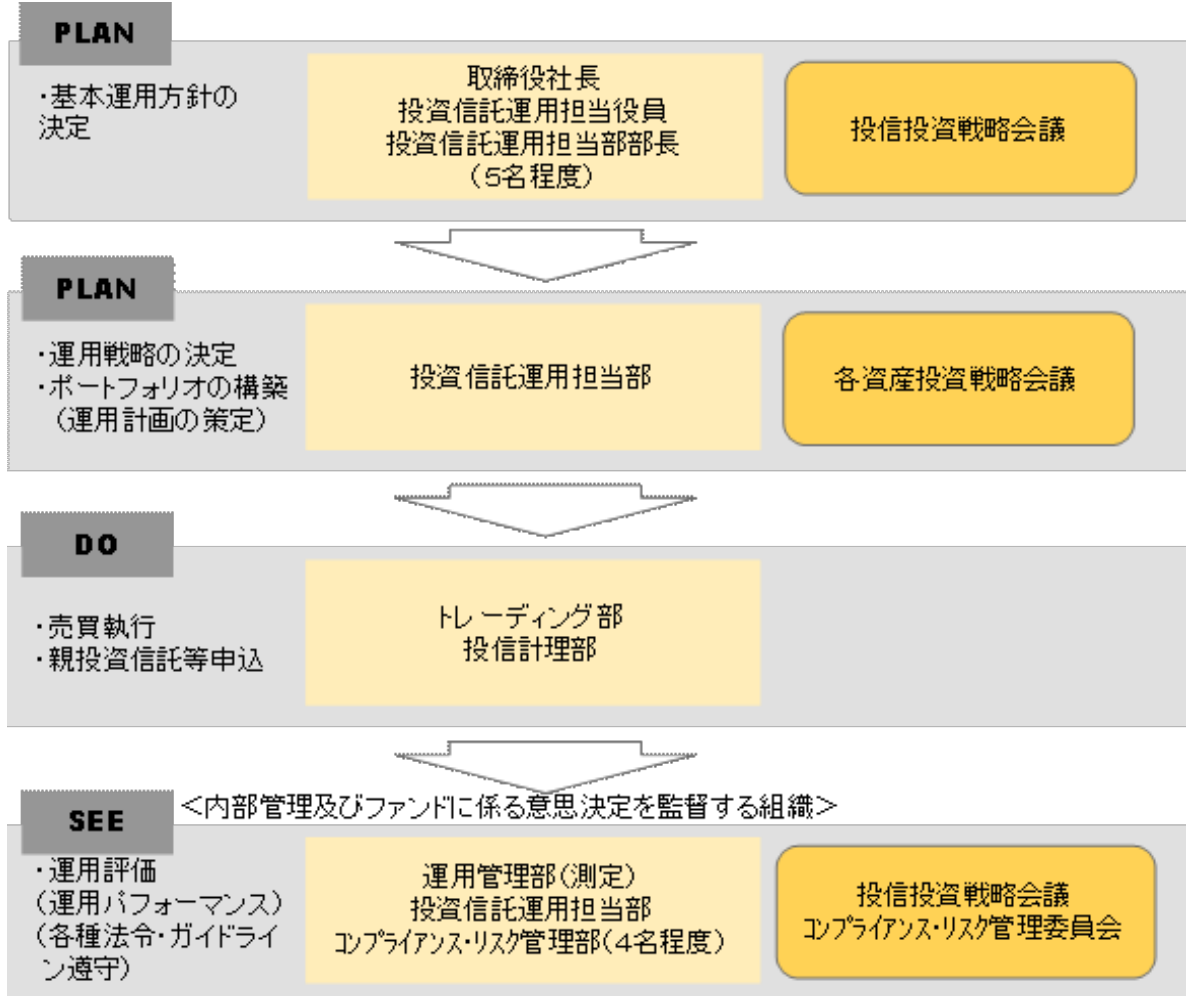 PLAN
・基本運用方針の
決定
取締役社長
投資信託運用担当役員
投資信託運用担当部部長
（5名程度）
投信投資戦略会議
PLAN
・運用戦略の決定
・ポートフォリオの構築
（運用計画の策定）
投資信託運用担当部
各資産投資戦略会議
DO
・売買執行
・親投資信託等申込
トレーディング部
投信計理部
＜内部管理及びファンドに係る意思決定を監督する組織＞
SEE
・運用評価
（運用パフォーマンス）
（各種法令・ガイドライ
ン遵守）
運用管理部（測定）
投資信託運用担当部
コンプライアンス・リスク管理部（4名程度）
投信投資戦略会議
コンプライアンス・リスク管理委員会